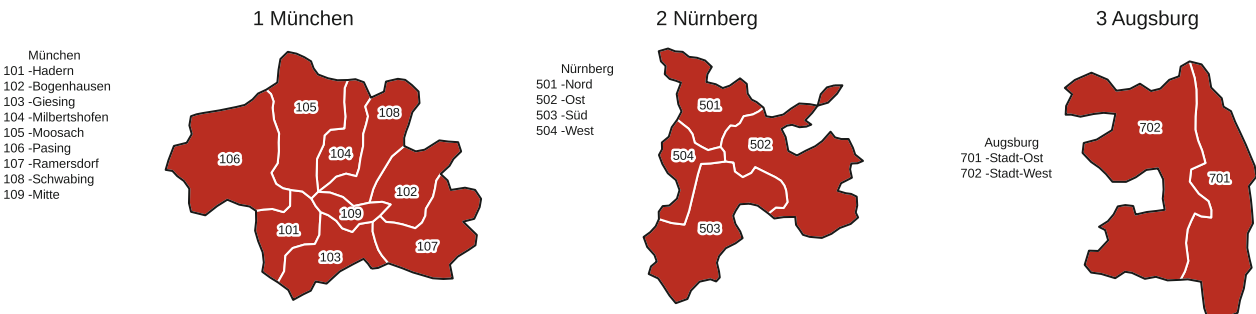 1 München
München
101 -Hadern
102 -Bogenhausen
103 -Giesing
104 -Milbertshofen
105 -Moosach
106 -Pasing
107 -Ramersdorf
108 -Schwabing
109 -Mitte
105
108
104
106
102
109
101
107
103
2 Nürnberg
Nürnberg
501 -Nord
502 -Ost
503 -Süd
504 -West
501
502
504
503
3 Augsburg
Augsburg
701 -Stadt-Ost
702 -Stadt-West
702
701